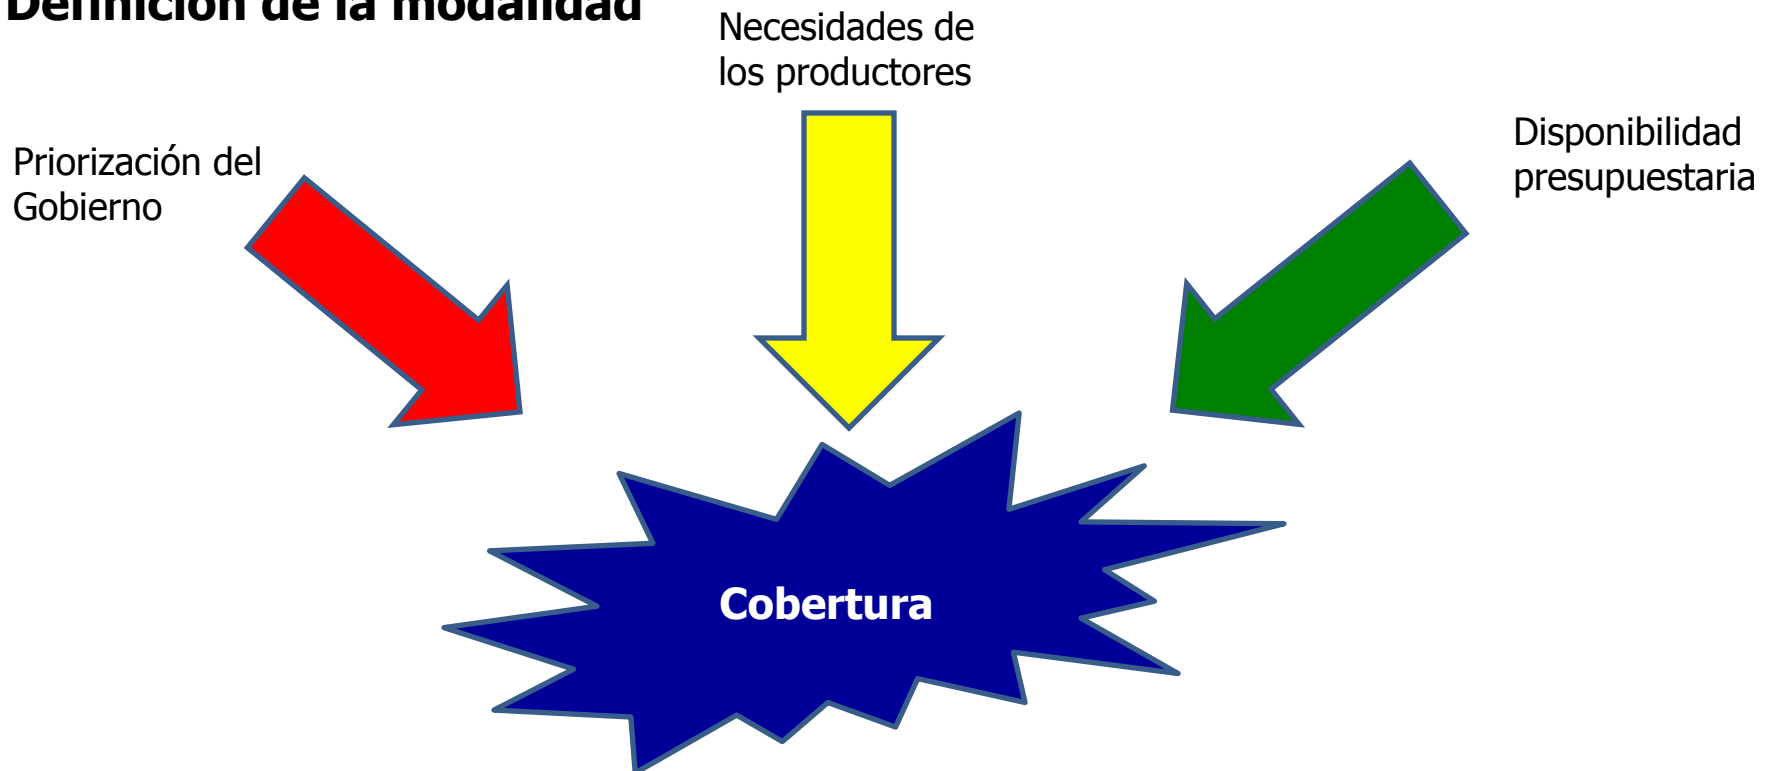 Definición de la modalidad
Necesidades de
los productores
Priorización del
Gobierno
Disponibilidad
presupuestaria
Cobertura